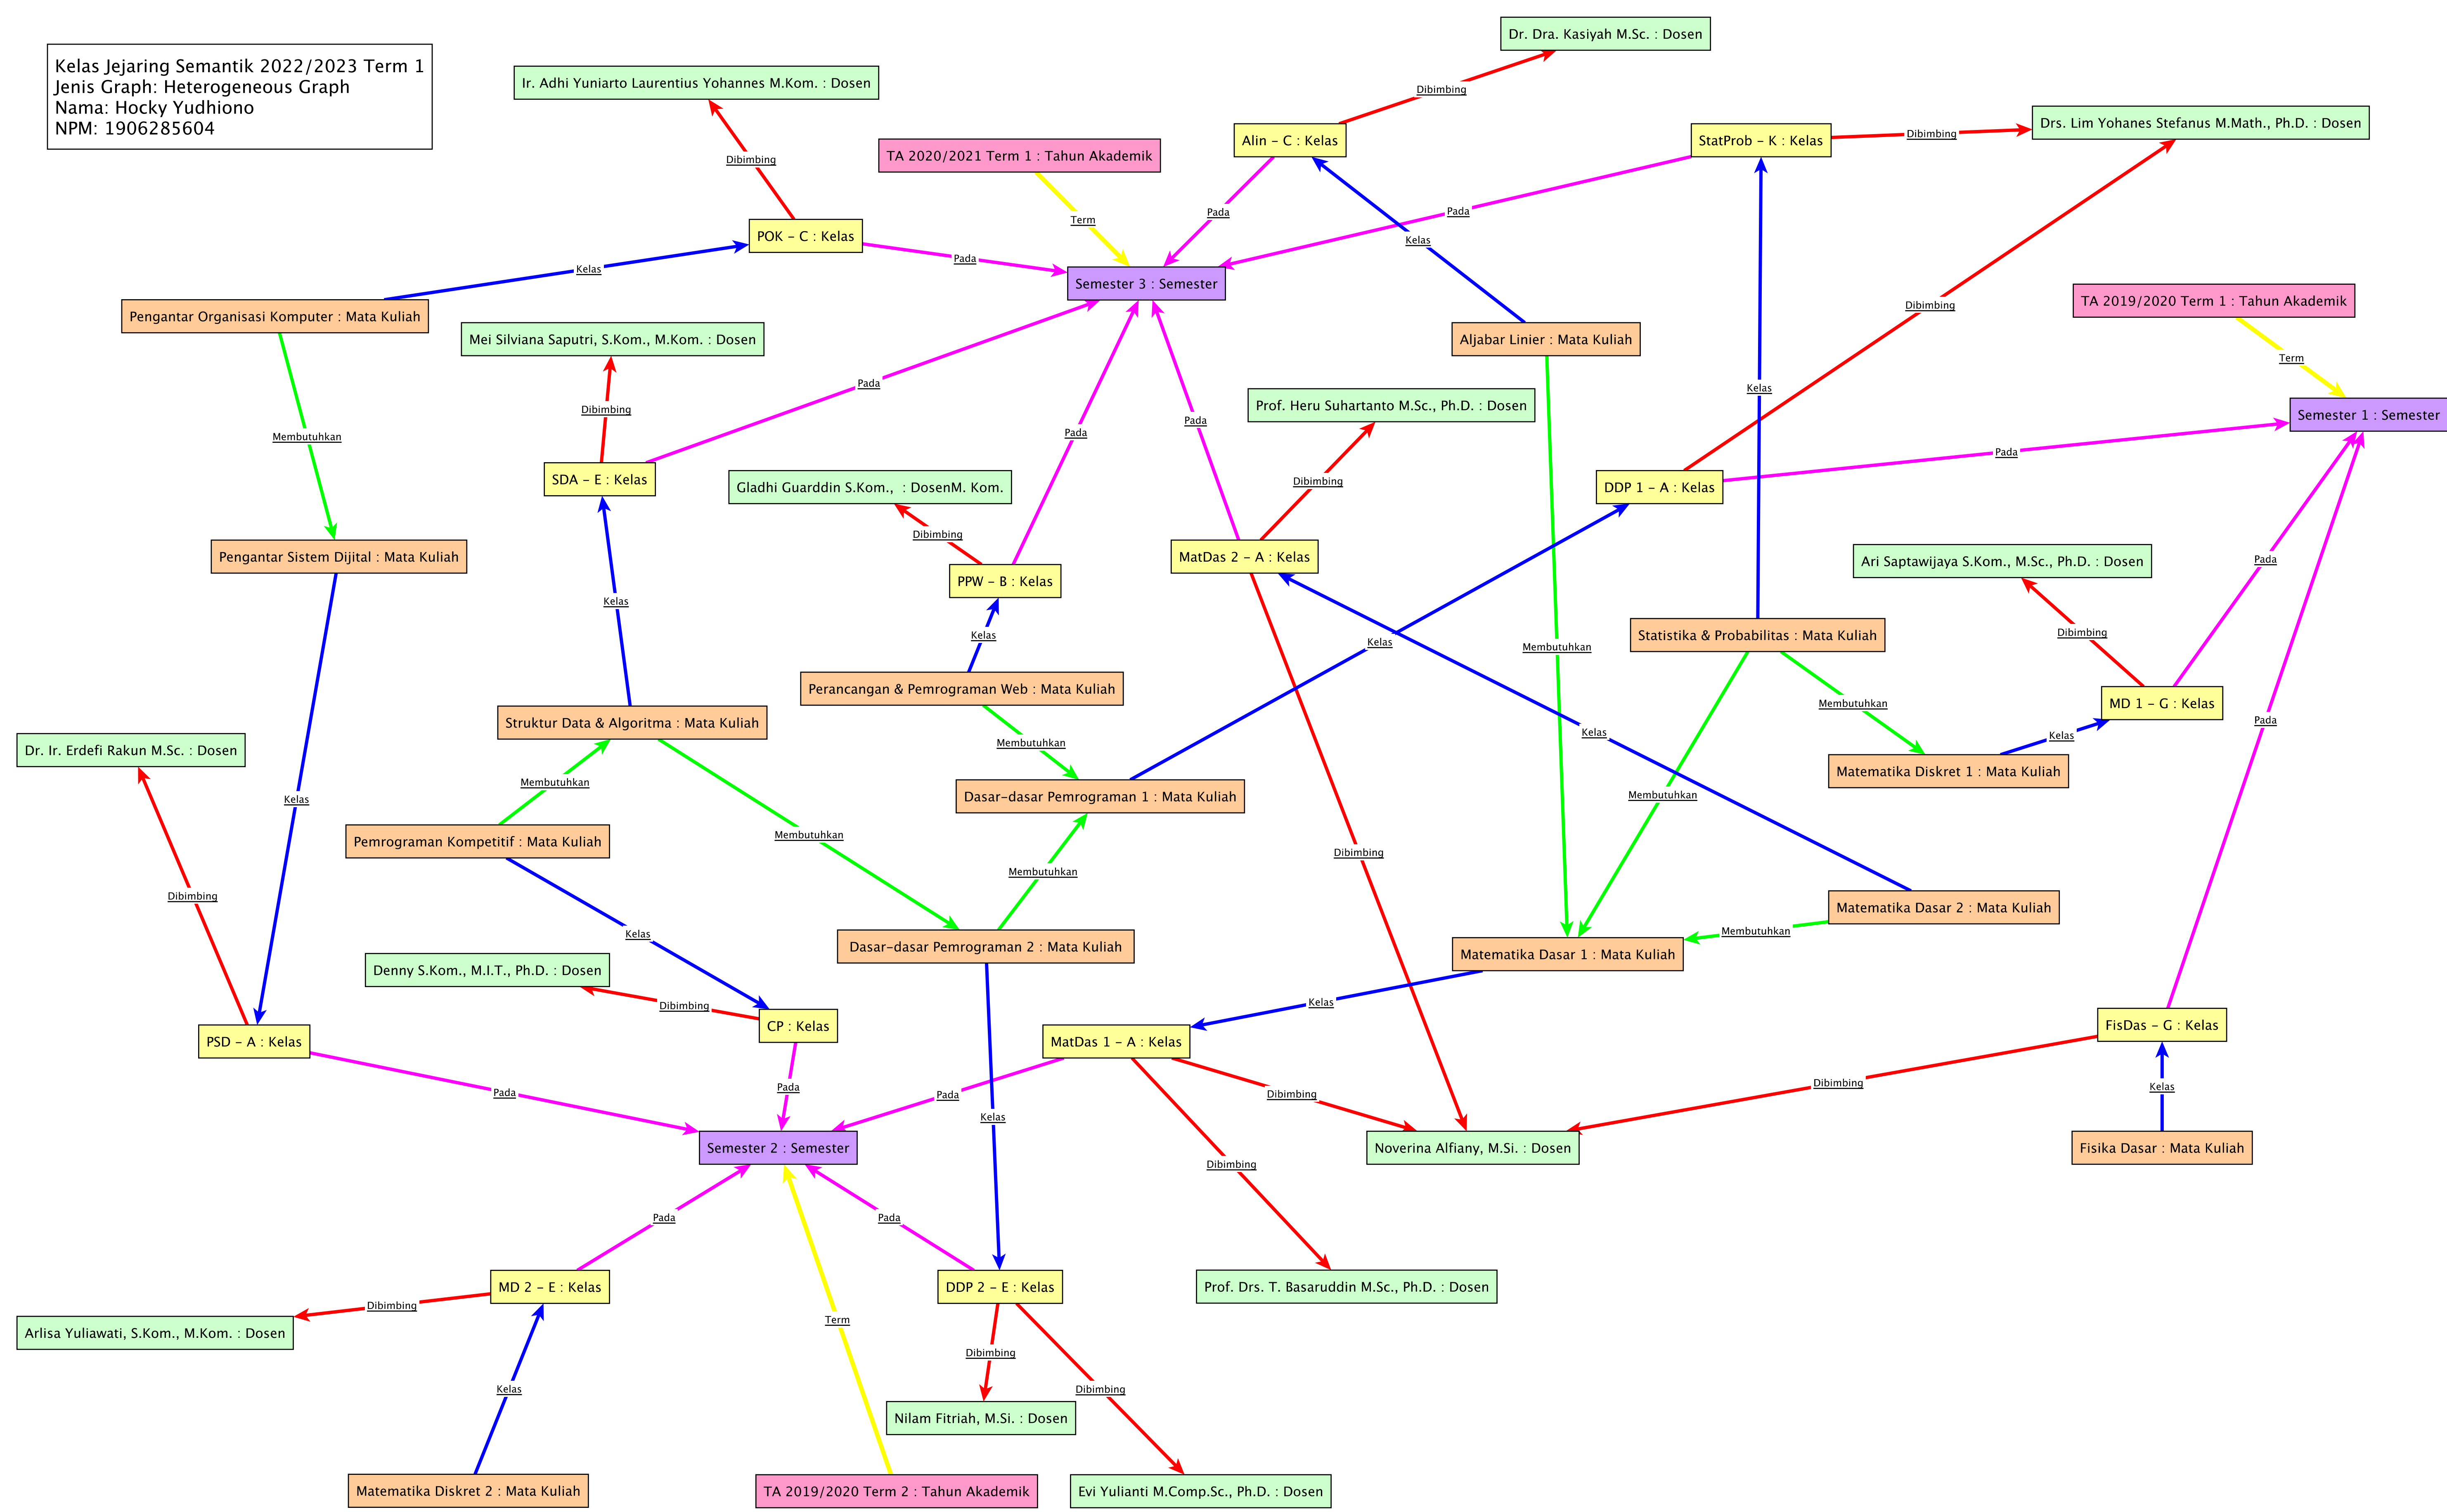 Dr. Dra. Kasiyah M.Sc. : Dosen
Kelas Jejaring Semantik 2022/2023 Term 1
Jenis Graph: Heterogeneous Graph
Nama: Hocky Yudhiono
NPM: 1906285604
Ir. Adhi Yuniarto Laurentius Yohannes M.Kom. : Dosen
Dibimbing
Drs. Lim Yohanes Stefanus M.Math., Ph.D. : Dosen
Alin - C : Kelas
StatProb - K : Kelas
Dibimbing
TA 2020/2021 Term 1 : Tahun Akademik
Dibimbing
Pada
Pada
Term
POK - C : Kelas
Kelas
Pada
Kelas
Semester 3 : Semester
TA 2019/2020 Term 1 : Tahun Akademik
Dibimbing
Pengantar Organisasi Komputer : Mata Kuliah
Mei Silviana Saputri, S.Kom., M.Kom. : Dosen
Aljabar Linier : Mata Kuliah
Term
Pada
Kelas
Prof. Heru Suhartanto M.Sc., Ph.D. : Dosen
Dibimbing
Semester 1 : Semester
Pada
Pada
Membutuhkan
Pada
SDA - E : Kelas
Dibimbing
Gladhi Guarddin S.Kom.,  : DosenM. Kom.
DDP 1 - A : Kelas
Dibimbing
Pengantar Sistem Dijital : Mata Kuliah
MatDas 2 - A : Kelas
Ari Saptawijaya S.Kom., M.Sc., Ph.D. : Dosen
Pada
PPW - B : Kelas
Kelas
Kelas
Statistika & Probabilitas : Mata Kuliah
Dibimbing
Kelas
Membutuhkan
Perancangan & Pemrograman Web : Mata Kuliah
MD 1 - G : Kelas
Membutuhkan
Struktur Data & Algoritma : Mata Kuliah
Pada
Kelas
Kelas
Dr. Ir. Erdefi Rakun M.Sc. : Dosen
Membutuhkan
Matematika Diskret 1 : Mata Kuliah
Membutuhkan
Dasar-dasar Pemrograman 1 : Mata Kuliah
Membutuhkan
Kelas
Membutuhkan
Pemrograman Kompetitif : Mata Kuliah
Dibimbing
Membutuhkan
Dibimbing
Matematika Dasar 2 : Mata Kuliah
Kelas
Membutuhkan
Dasar-dasar Pemrograman 2 : Mata Kuliah
Matematika Dasar 1 : Mata Kuliah
Denny S.Kom., M.I.T., Ph.D. : Dosen
Kelas
Dibimbing
CP : Kelas
FisDas - G : Kelas
PSD - A : Kelas
MatDas 1 - A : Kelas
Dibimbing
Pada
Kelas
Pada
Pada
Dibimbing
Kelas
Semester 2 : Semester
Noverina Alfiany, M.Si. : Dosen
Fisika Dasar : Mata Kuliah
Dibimbing
Pada
Pada
MD 2 - E : Kelas
DDP 2 - E : Kelas
Prof. Drs. T. Basaruddin M.Sc., Ph.D. : Dosen
Dibimbing
Term
Arlisa Yuliawati, S.Kom., M.Kom. : Dosen
Dibimbing
Kelas
Dibimbing
Nilam Fitriah, M.Si. : Dosen
Matematika Diskret 2 : Mata Kuliah
TA 2019/2020 Term 2 : Tahun Akademik
Evi Yulianti M.Comp.Sc., Ph.D. : Dosen